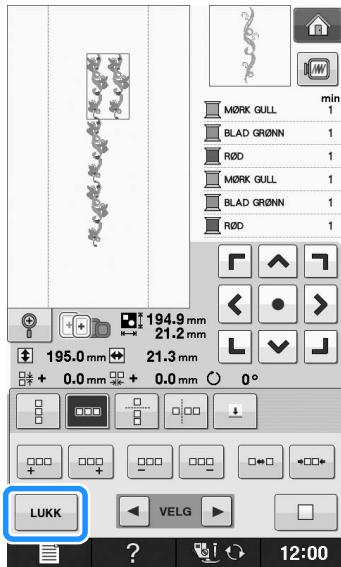 min
MØRK GULL 1
BLAD GRØNN 1
RØD 1
MØRK GULL 1
BLAD GRØNN 1
RØD 1
194.9 mm
21.2 mm
195.0 mm 21.3 mm
+ 0.0 mm + 0.0 mm 0°
LUKK
VELG
? 12:00